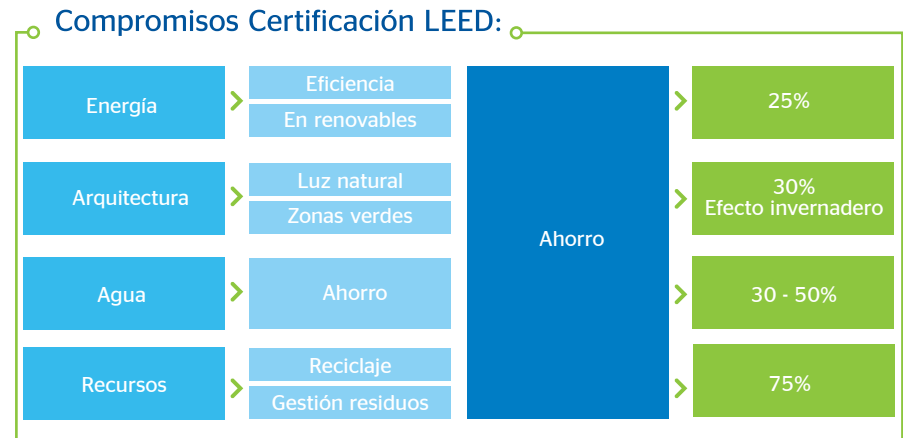 Compromisos Certificación LEED:
Energía
Eficiencia
En renovables
25%
Arquitectura
Luz natural
Zonas verdes
30%
Efecto invernadero
Ahorro
Agua
Ahorro
30 - 50%
Recursos
Reciclaje
Gestión residuos
75%